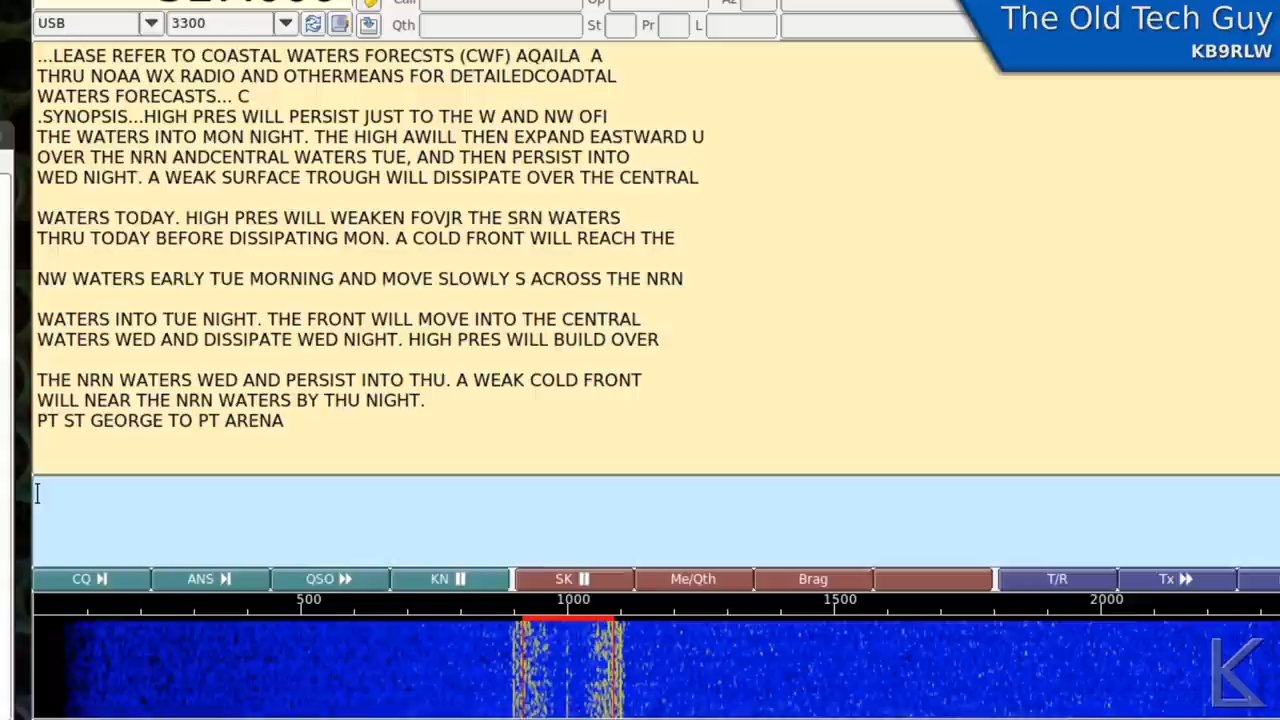 The Old Tech Guy
KB9RLW
USB
3300
Qth
St
Pr
L
...LEASE REFER TO COASTAL WATERS FORECSTS (CWF) AQAILA  A
THRU NOAA WX RADIO AND OTHERMEANS FOR DETAILEDCOADTAL
WATERS FORECASTS... C
.SYNOPSIS...HIGH PRES WILL PERSIST JUST TO THE W AND NW OFI
THE WATERS INTO MON NIGHT. THE HIGH AWILL THEN EXPAND EASTWARD U
OVER THE NRN ANDCENTRAL WATERS TUE, AND THEN PERSIST INTO
WED NIGHT. A WEAK SURFACE TROUGH WILL DISSIPATE OVER THE CENTRAL
WATERS TODAY. HIGH PRES WILL WEAKEN FOVJR THE SRN WATERS
THRU TODAY BEFORE DISSIPATING MON. A COLD FRONT WILL REACH THE
NW WATERS EARLY TUE MORNING AND MOVE SLOWLY S ACROSS THE NRN
WATERS INTO TUE NIGHT. THE FRONT WILL MOVE INTO THE CENTRAL
WATERS WED AND DISSIPATE WED NIGHT. HIGH PRES WILL BUILD OVER
THE NRN WATERS WED AND PERSIST INTO THU. A WEAK COLD FRONT
WILL NEAR THE NRN WATERS BY THU NIGHT.
PT ST GEORGE TO PT ARENA
CQ ANS QSO KN SK Me/Qth Brag T/R Tx
500 1000 1500 2000
K